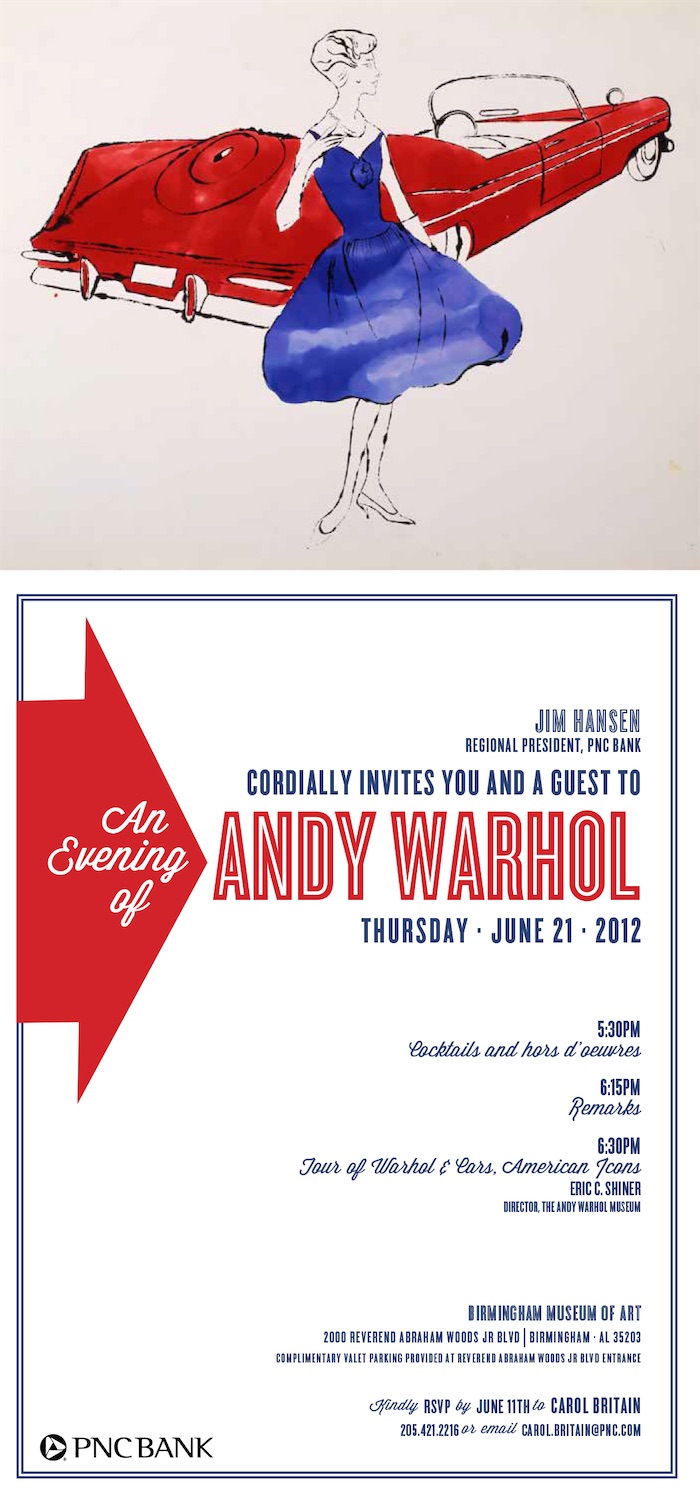 JIM HANSEN
REGIONAL PRESIDENT, PNC BANK
CORDIALLY INVITES YOU AND A GUEST TO
An
Evening
of
ANDY WARHOL
THURSDAY · JUNE 21 · 2012
5:30PM
Cocktails and hors d'oeuvres
6:15PM
Remarks
6:30PM
Tour of Warhol & Cars, American Icons
ERIC C. SHINER
DIRECTOR, THE ANDY WARHOL MUSEUM
BIRMINGHAM MUSEUM OF ART
2000 REVEREND ABRAHAM WOODS JR BLVD | BIRMINGHAM · AL 35203
COMPLIMENTARY VALET PARKING PROVIDED AT REVEREND ABRAHAM WOODS JR BLVD ENTRANCE
Kindly RSVP by JUNE 11TH to CAROL BRITAIN
205.421.2216 or email CAROL.BRITAIN@PNC.COM
PNC BANK